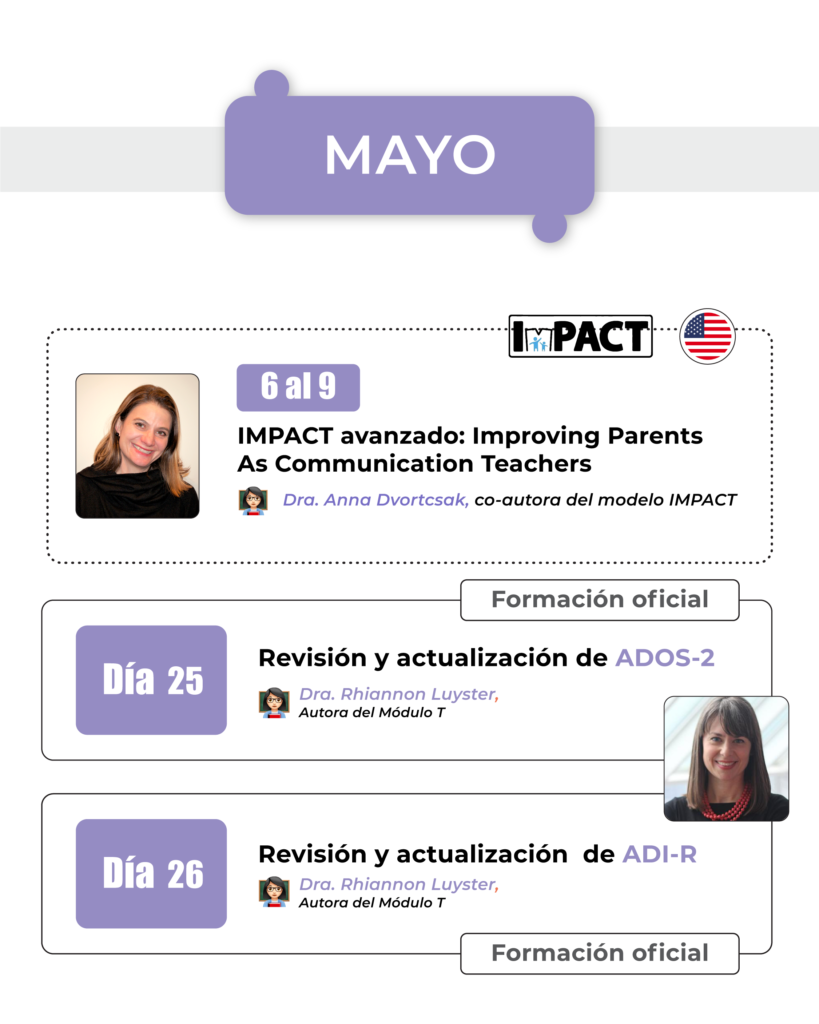 MAYO
IMPACT
6 al 9
IMPACT avanzado: Improving Parents
As Communication Teachers
Dra. Anna Dvortcsak, co-autora del modelo IMPACT
Formación oficial
Día 25
Revisión y actualización de ADOS-2
Dra. Rhiannon Luyster,
Autora del Módulo T
Día 26
Revisión y actualización de ADI-R
Dra. Rhiannon Luyster,
Autora del Módulo T
Formación oficial